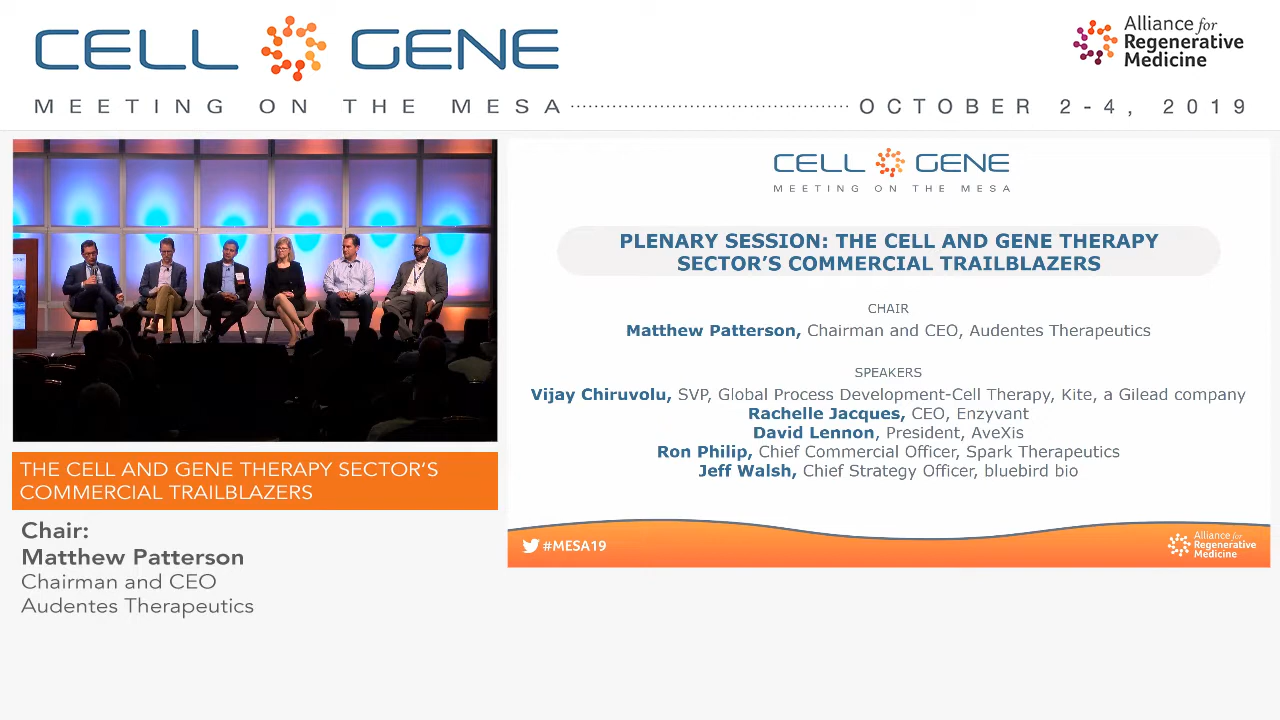 CELL GENE
MEETING ON THE MESA
OCTOBER 2-4, 2019
Alliance for
Regenerative
Medicine
CELL GENE
MEETING ON THE MESA
PLENARY SESSION: THE CELL AND GENE THERAPY
SECTOR'S COMMERCIAL TRAILBLAZERS
CHAIR
Matthew Patterson, Chairman and CEO, Audentes Therapeutics
SPEAKERS
Vijay Chiruvolu, SVP, Global Process Development-Cell Therapy, Kite, a Gilead company
Rachelle Jacques, CEO, Enzyvant
David Lennon, President, AveXis
Ron Philip, Chief Commercial Officer, Spark Therapeutics
Jeff Walsh, Chief Strategy Officer, bluebird bio
#MESA19
Alliance for
Regenerative
Medicine
THE CELL AND GENE THERAPY SECTOR'S
COMMERCIAL TRAILBLAZERS
Chair:
Matthew Patterson
Chairman and CEO
Audentes Therapeutics